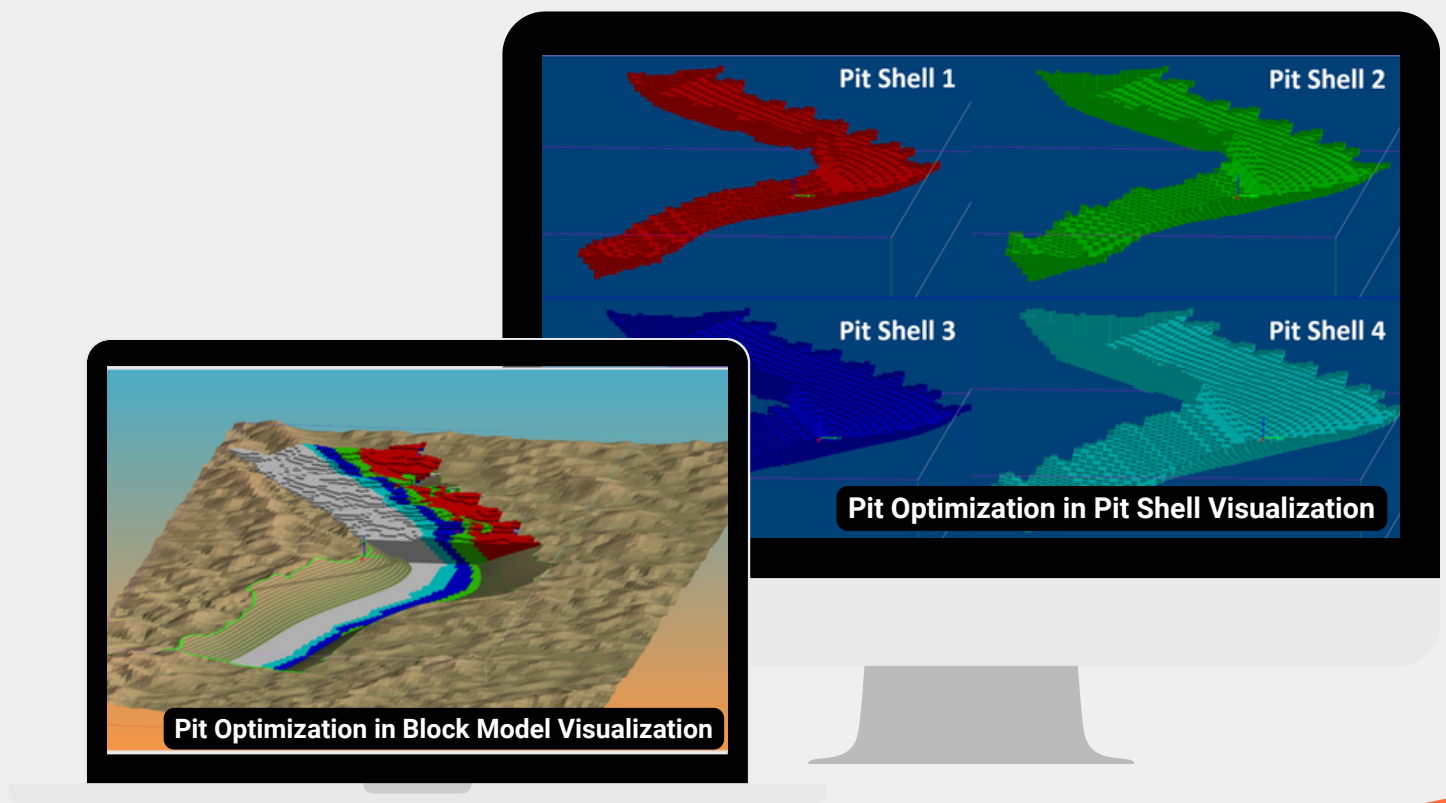 Pit Shell 1
Pit Shell 2
Pit Shell 3
Pit Shell 4
Pit Optimization in Pit Shell Visualization
Pit Optimization in Block Model Visualization